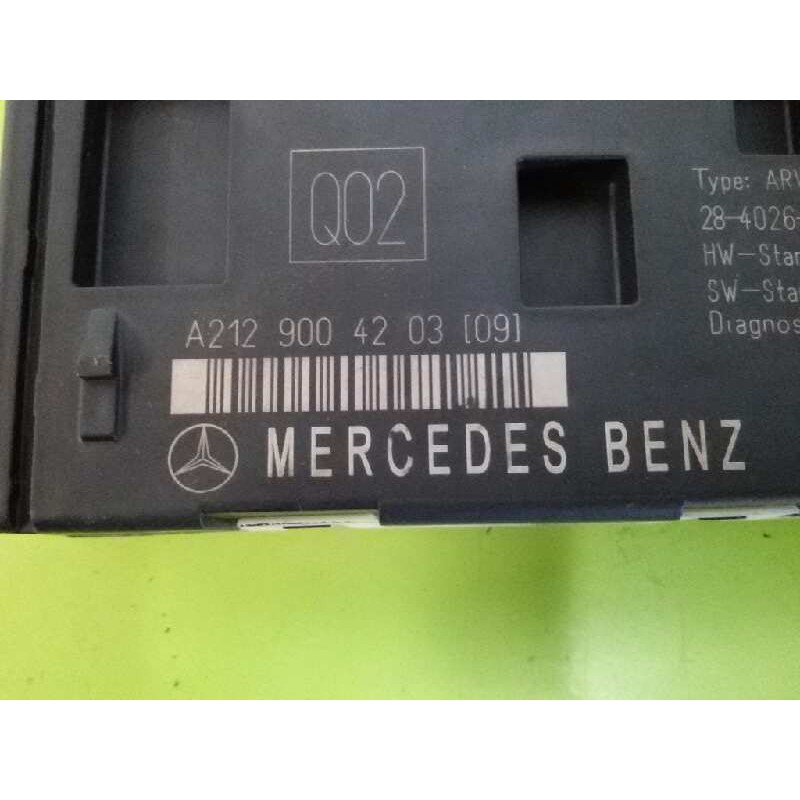 Q02
Type: ARV
28-4026-
HW-Stan
SW-Sta
Diagnos
A212 900 42 03 [09]
MERCEDES BENZ